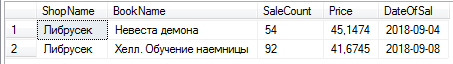 ShopName BookName SaleCount Price DateOfSal
1 Либрусек Невеста демона 54 45,1474 2018-09-04
2 Либрусек Хелл. Обучение наемницы 92 41,6745 2018-09-08